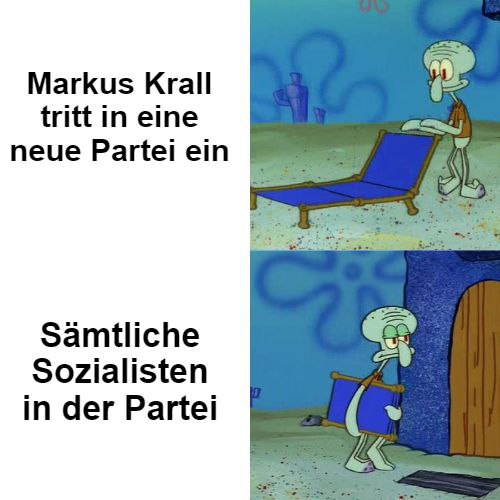 Markus Krall
tritt in eine
neue Partei ein
Sämtliche
Sozialisten
in der Partei